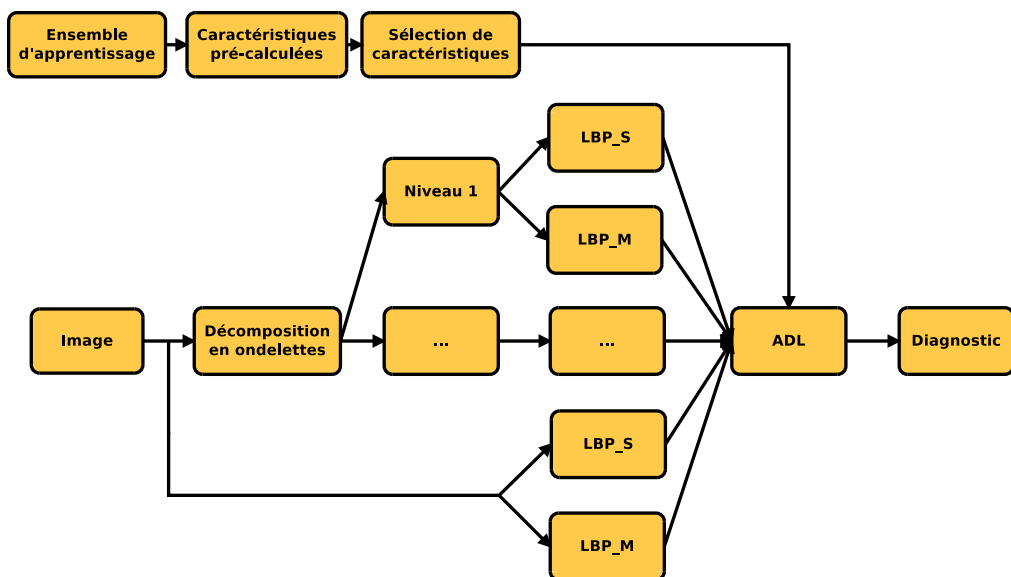 Ensemble
d'apprentissage
Caractéristiques
pré-calculées
Sélection de
caractéristiques
LBP_S
Niveau 1
LBP_M
Image
Décomposition
en ondelettes
...
...
ADL
Diagnostic
LBP_S
LBP_M